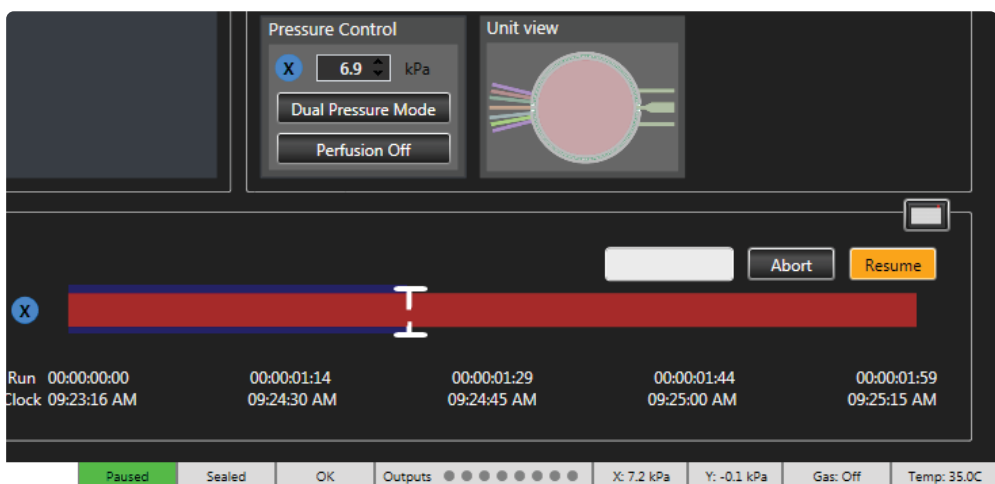 Pressure Control
Unit view
X 6.9 kPa
Dual Pressure Mode
Perfusion Off
Abort Resume
X
Run 00:00:00:00 00:00:01:14 00:00:01:29 00:00:01:44 00:00:01:59
Clock 09:23:16 AM 09:24:30 AM 09:24:45 AM 09:25:00 AM 09:25:15 AM
Paused Sealed OK Outputs X: 7.2 kPa Y: -0.1 kPa Gas: Off Temp: 35.0C